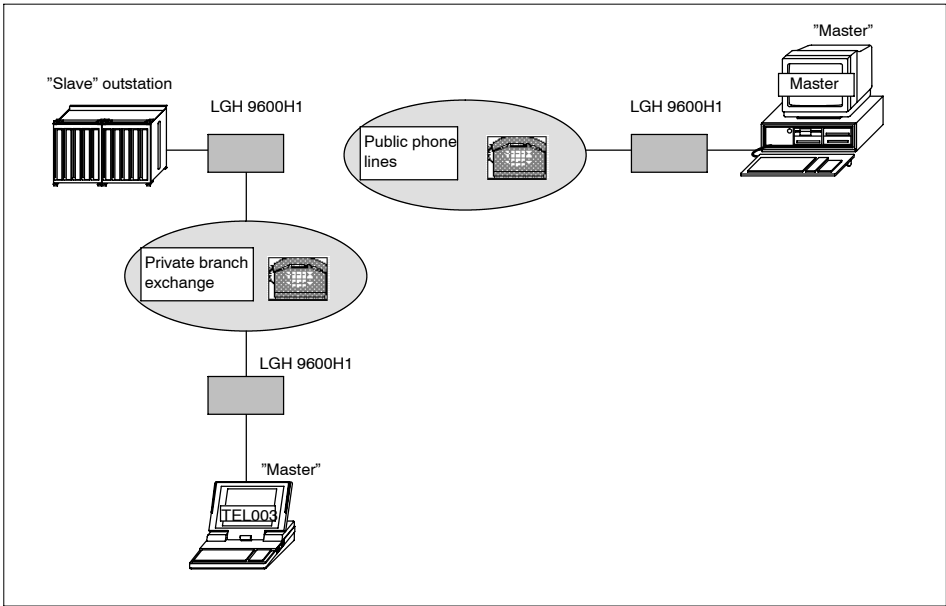 ”Master”
”Slave” outstation
Master
LGH 9600H1
LGH 9600H1
Public phone
lines
Private branch
exchange
LGH 9600H1
”Master”
TEL003